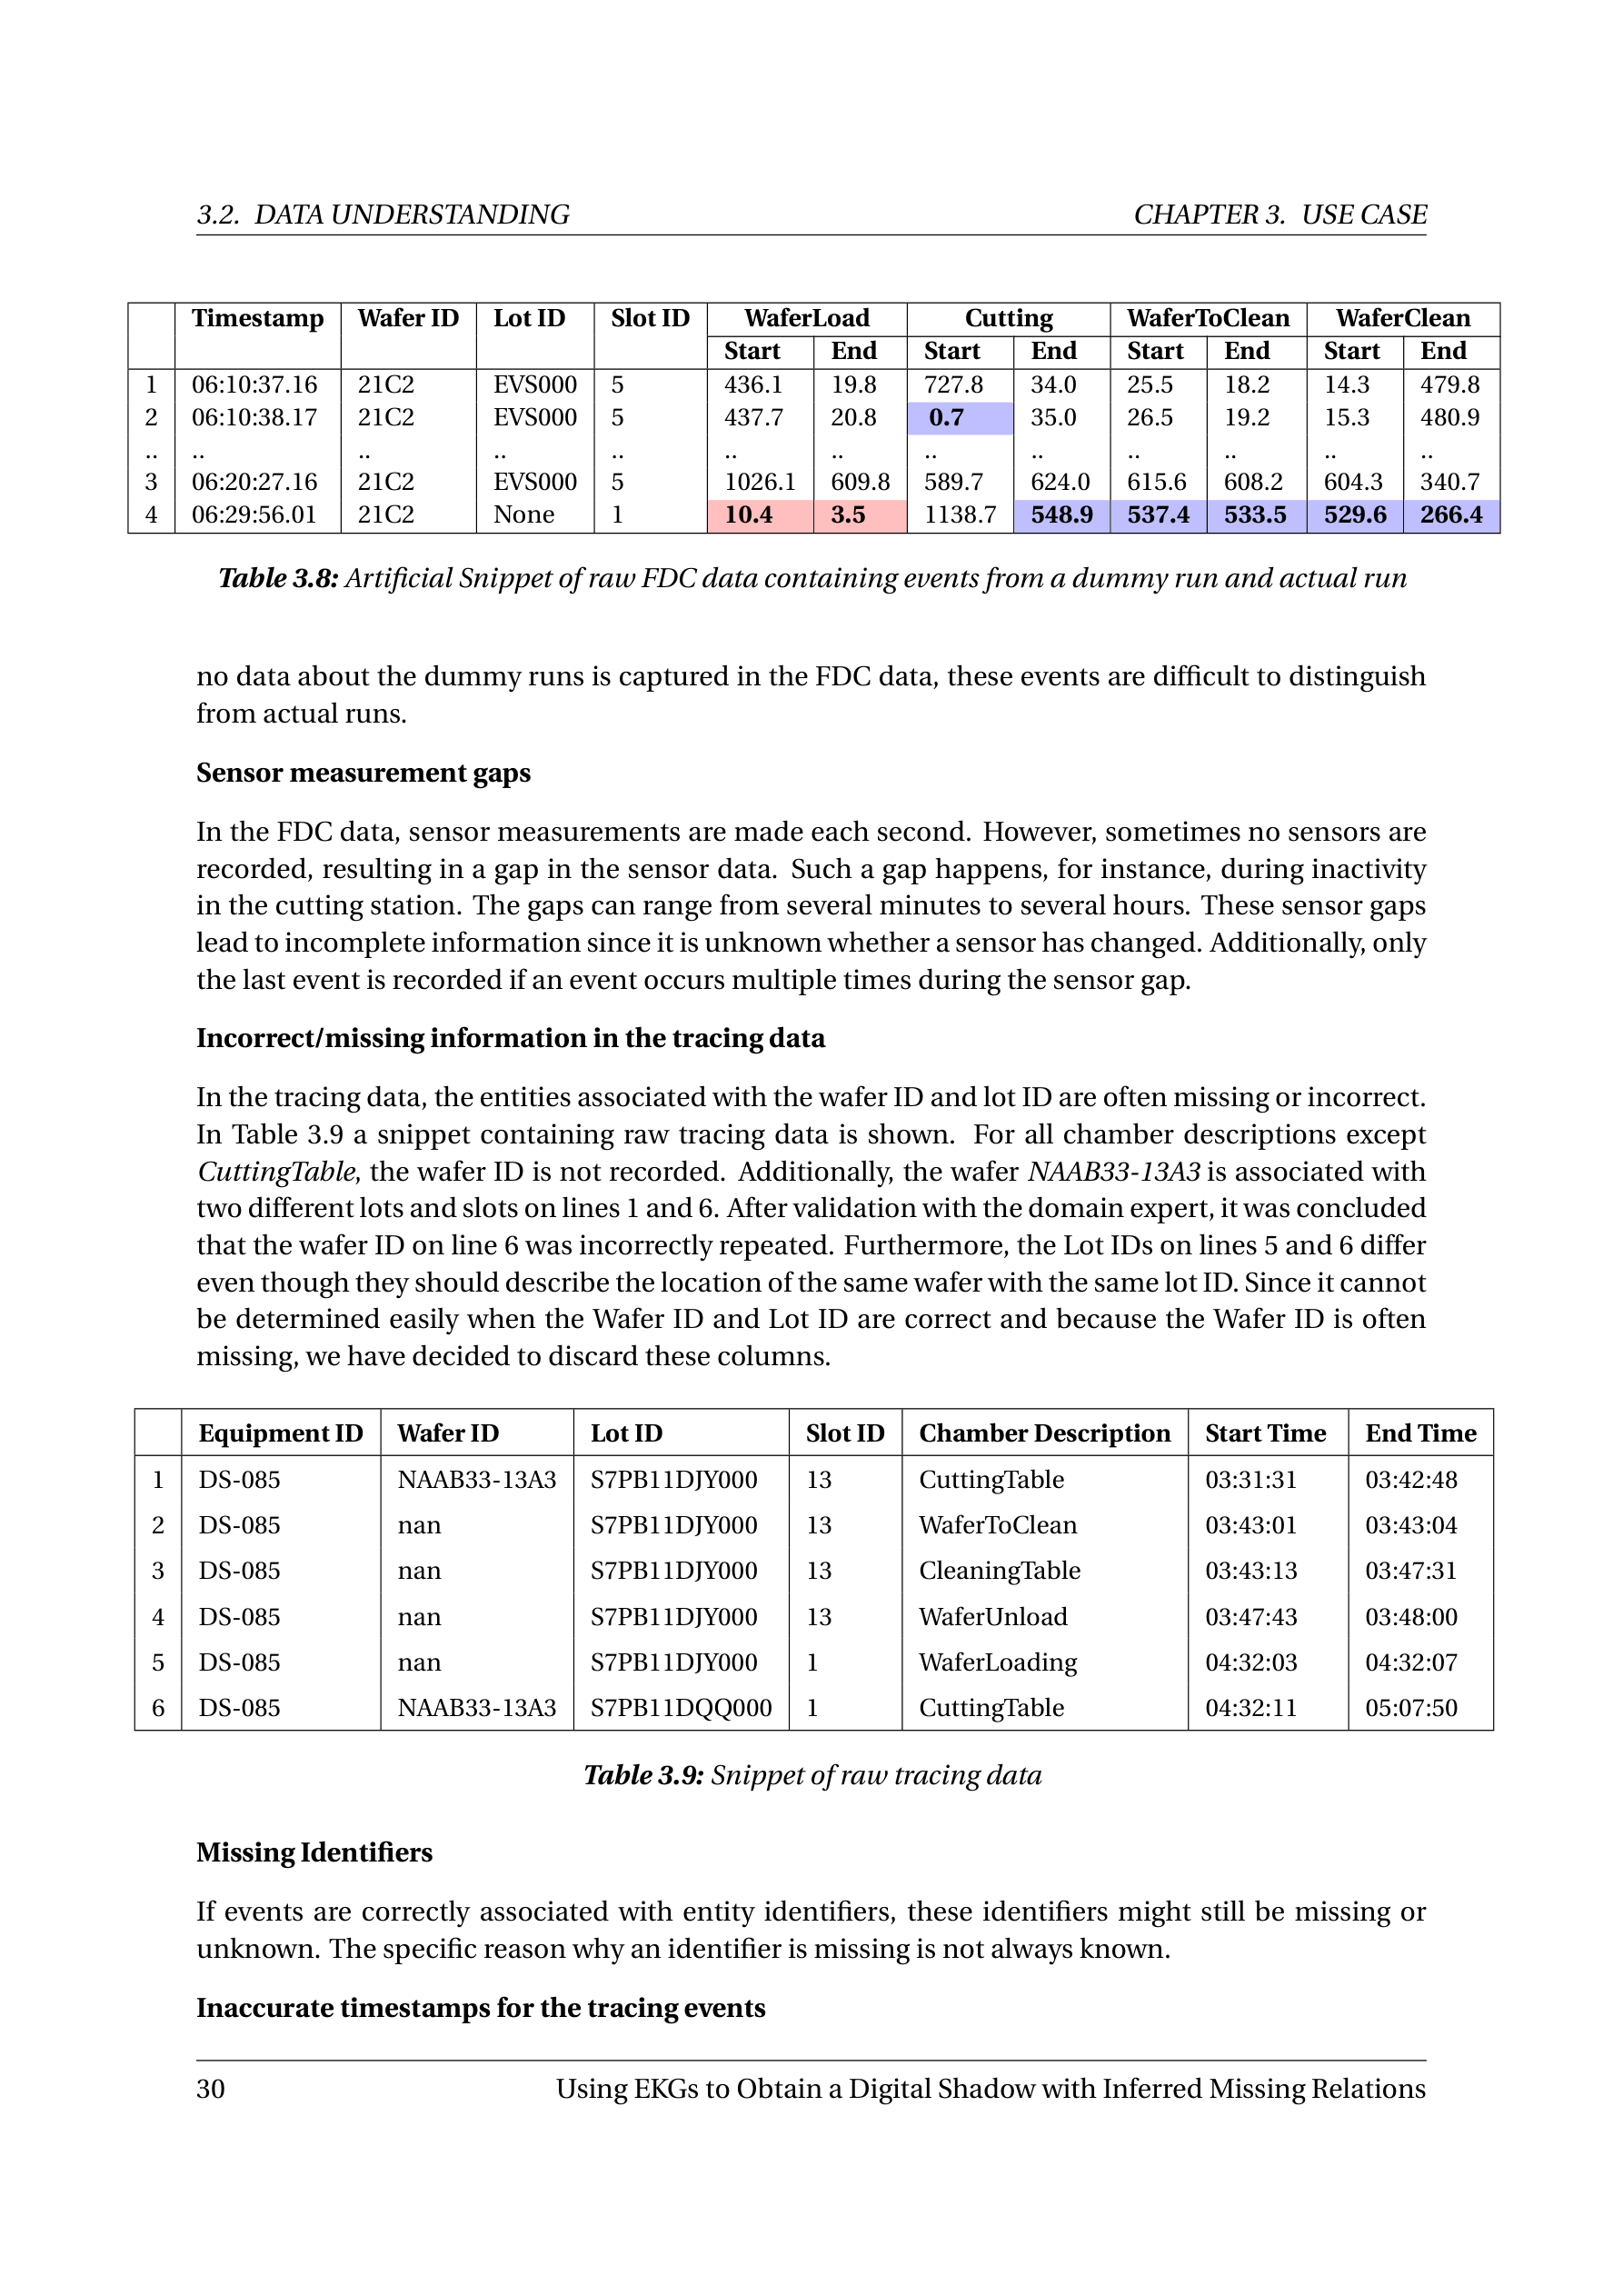 3.2. DATA UNDERSTANDING CHAPTER 3. USE CASE
Timestamp Wafer ID Lot ID Slot ID WaferLoad Cutting WaferToClean WaferClean
Start End Start End Start End Start End
1 06:10:37.16 21C2 EVS000 5 436.1 19.8 727.8 34.0 25.5 18.2 14.3 479.8
2 06:10:38.17 21C2 EVS000 5 437.7 20.8 0.7 35.0 26.5 19.2 15.3 480.9
.. .. .. .. .. .. .. .. .. .. .. .. ..
3 06:20:27.16 21C2 EVS000 5 1026.1 609.8 589.7 624.0 615.6 608.2 604.3 340.7
4 06:29:56.01 21C2 None 1 10.4 3.5 1138.7 548.9 537.4 533.5 529.6 266.4
Table 3.8: Artificial Snippet of raw FDC data containing events from a dummy run and actual run
no data about the dummy runs is captured in the FDC data, these events are difficult to distinguish
from actual runs.
Sensor measurement gaps
In the FDC data, sensor measurements are made each second. However, sometimes no sensors are
recorded, resulting in a gap in the sensor data. Such a gap happens, for instance, during inactivity
in the cutting station. The gaps can range from several minutes to several hours. These sensor gaps
lead to incomplete information since it is unknown whether a sensor has changed. Additionally, only
the last event is recorded if an event occurs multiple times during the sensor gap.
Incorrect/missing information in the tracing data
In the tracing data, the entities associated with the wafer ID and lot ID are often missing or incorrect.
In Table 3.9 a snippet containing raw tracing data is shown. For all chamber descriptions except
CuttingTable, the wafer ID is not recorded. Additionally, the wafer NAAB33-13A3 is associated with
two different lots and slots on lines 1 and 6. After validation with the domain expert, it was concluded
that the wafer ID on line 6 was incorrectly repeated. Furthermore, the Lot IDs on lines 5 and 6 differ
even though they should describe the location of the same wafer with the same lot ID. Since it cannot
be determined easily when the Wafer ID and Lot ID are correct and because the Wafer ID is often
missing, we have decided to discard these columns.
Equipment ID Wafer ID Lot ID Slot ID Chamber Description Start Time End Time
1 DS-085 NAAB33-13A3 S7PB11DJY000 13 CuttingTable 03:31:31 03:42:48
2 DS-085 nan S7PB11DJY000 13 WaferToClean 03:43:01 03:43:04
3 DS-085 nan S7PB11DJY000 13 CleaningTable 03:43:13 03:47:31
4 DS-085 nan S7PB11DJY000 13 WaferUnload 03:47:43 03:48:00
5 DS-085 nan S7PB11DJY000 1 WaferLoading 04:32:03 04:32:07
6 DS-085 NAAB33-13A3 S7PB11DQQ000 1 CuttingTable 04:32:11 05:07:50
Table 3.9: Snippet of raw tracing data
Missing Identifiers
If events are correctly associated with entity identifiers, these identifiers might still be missing or
unknown. The specific reason why an identifier is missing is not always known.
Inaccurate timestamps for the tracing events
30 Using EKGs to Obtain a Digital Shadow with Inferred Missing Relations